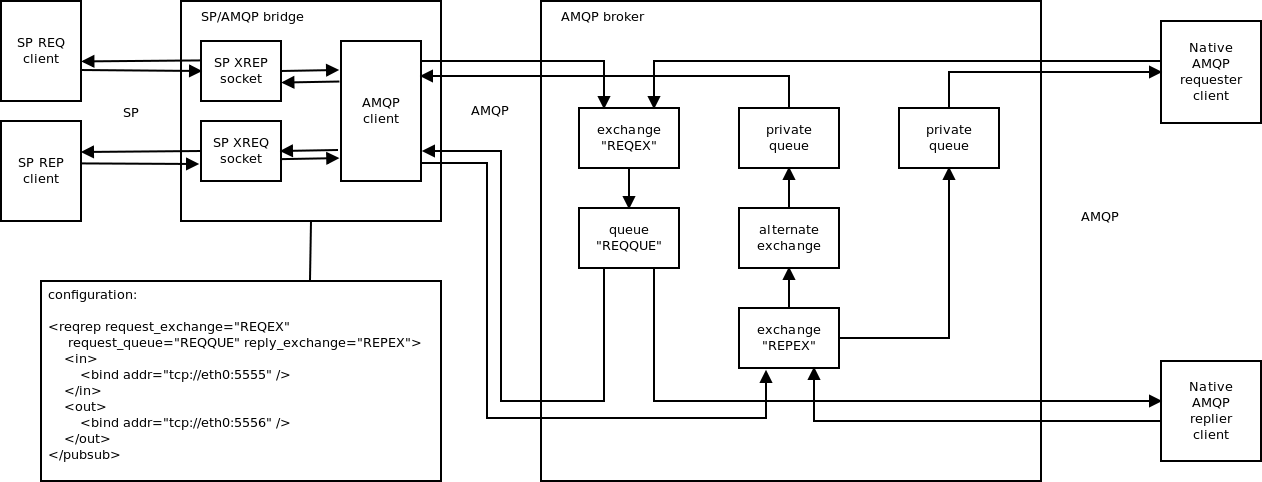 SP REQ
client
SP REP
client
SP
SP/AMQP bridge
SP XREP
socket
SP XREQ
socket
AMQP
client
configuration:
<reqrep request_exchange="REQEX"
request_queue="REQQUE" reply_exchange="REPEX">
<in>
<bind addr="tcp://eth0:5555" />
</in>
<out>
<bind addr="tcp://eth0:5556" />
</out>
</pubsub>
AMQP
AMQP broker
exchange
"REQEX"
private
queue
private
queue
queue
"REQQUE"
alternate
exchange
exchange
"REPEX"
Native
AMQP
requester
client
AMQP
Native
AMQP
replier
client